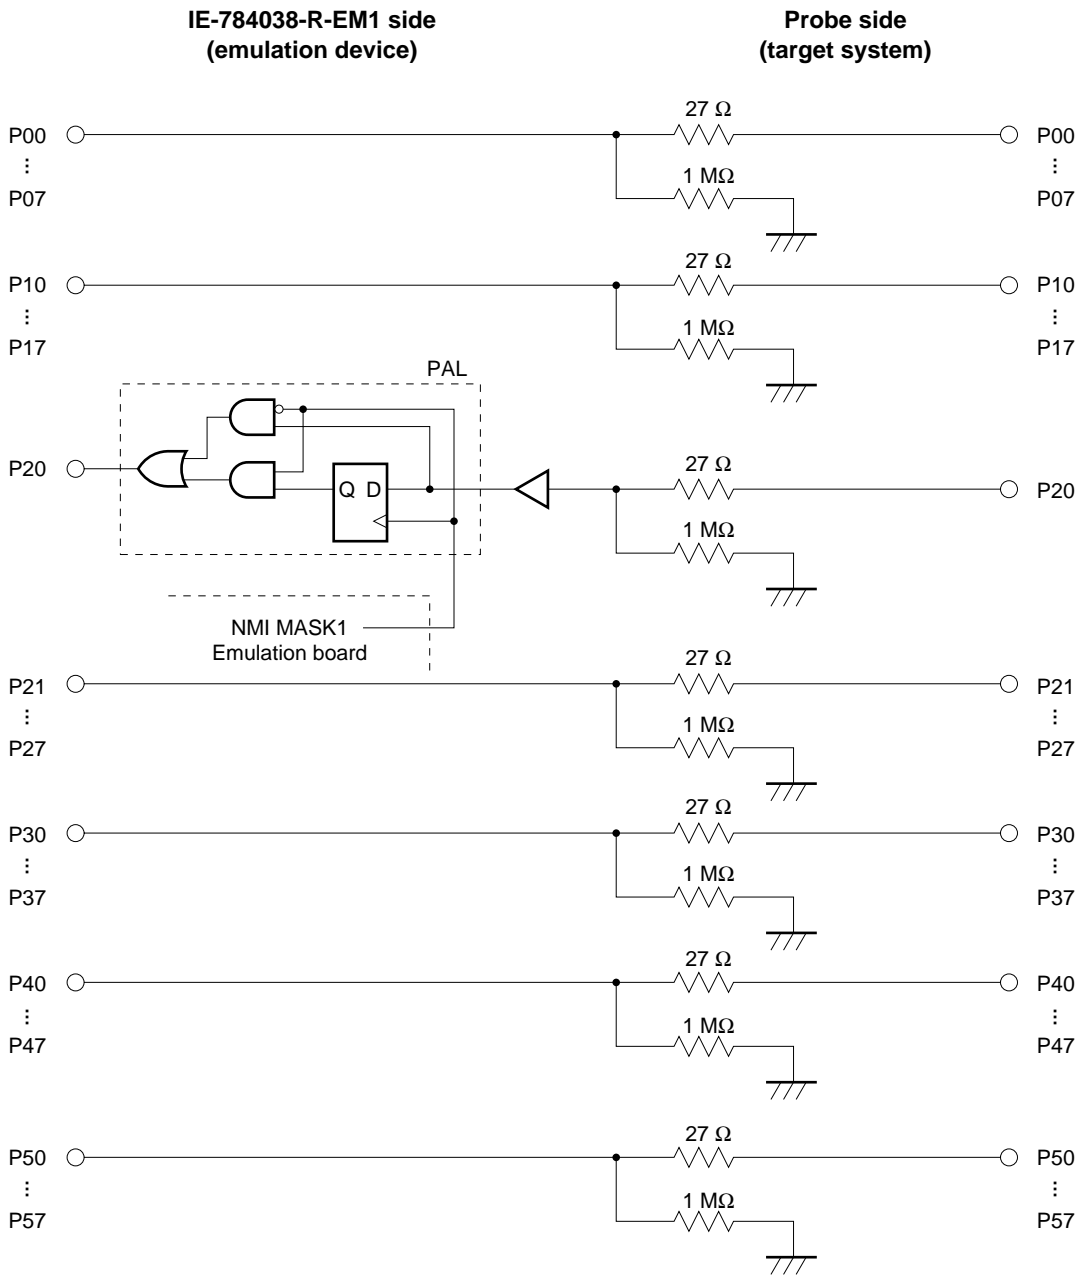 IE-784038-R-EM1 side
(emulation device)
Probe side
(target system)
27 Ω
P00
P00
⋮
⋮
1 MΩ
P07
P07
27 Ω
P10
P10
⋮
⋮
1 MΩ
P17
P17
PAL
27 Ω
P20
P20
Q D
1 MΩ
NMI MASK1
Emulation board
27 Ω
P21
P21
⋮
⋮
1 MΩ
P27
P27
27 Ω
P30
P30
⋮
⋮
1 MΩ
P37
P37
27 Ω
P40
P40
⋮
⋮
1 MΩ
P47
P47
27 Ω
P50
P50
⋮
⋮
1 MΩ
P57
P57